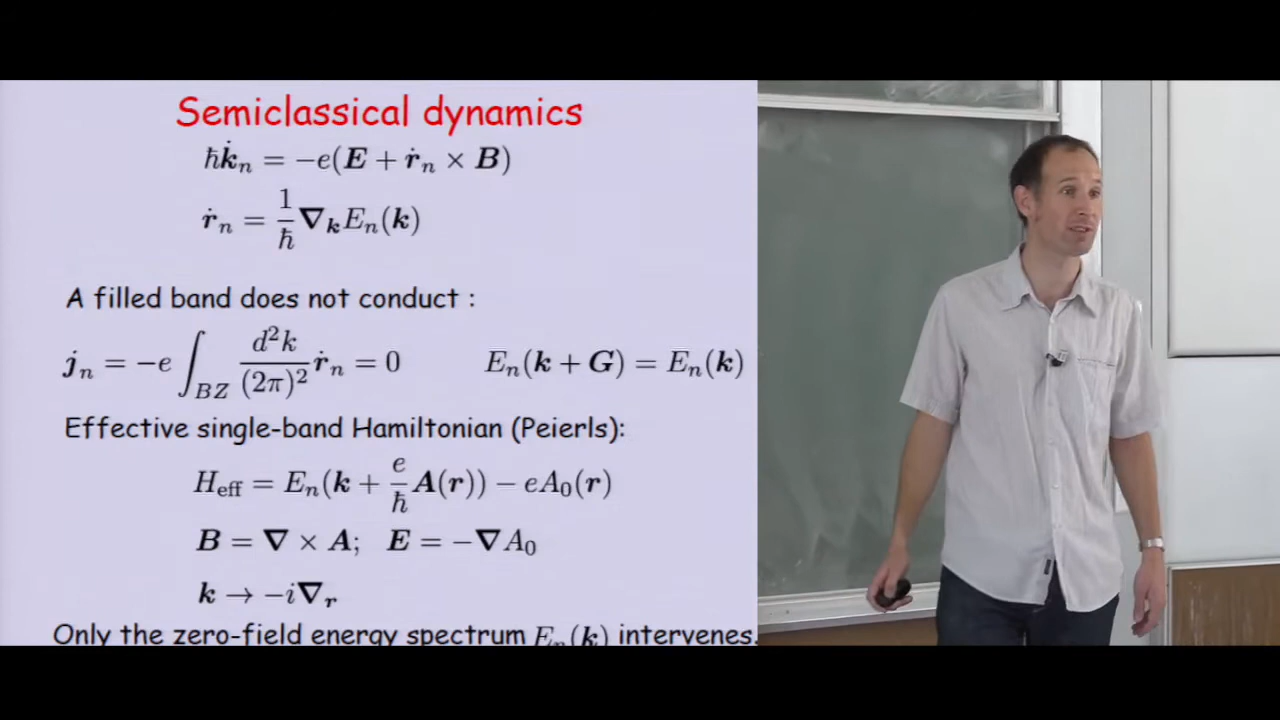 Semiclassical dynamics
ℏk̇ₙ = −e(E + ṙₙ × B)
ṙₙ = 1/ℏ ∇ₖEₙ(k)
A filled band does not conduct :
jₙ = −e ∫_BZ d²k/(2π)² ṙₙ = 0    Eₙ(k + G) = Eₙ(k)
Effective single-band Hamiltonian (Peierls):
H_eff = Eₙ(k + e/ℏ A(r)) − eA₀(r)
B = ∇ × A;  E = −∇A₀
k → −i∇ᵣ
Only the zero-field energy spectrum Eₙ(k) intervenes.